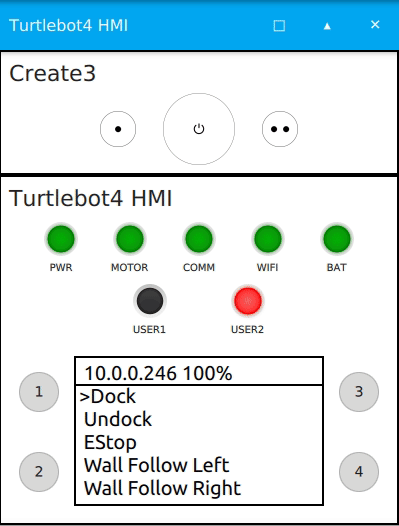 Turtlebot4 HMI
Create3
Turtlebot4 HMI
PWR MOTOR COMM WIFI BAT
USER1 USER2
10.0.0.246 100%
1 >Dock 3
Undock
EStop
2 Wall Follow Left 4
Wall Follow Right